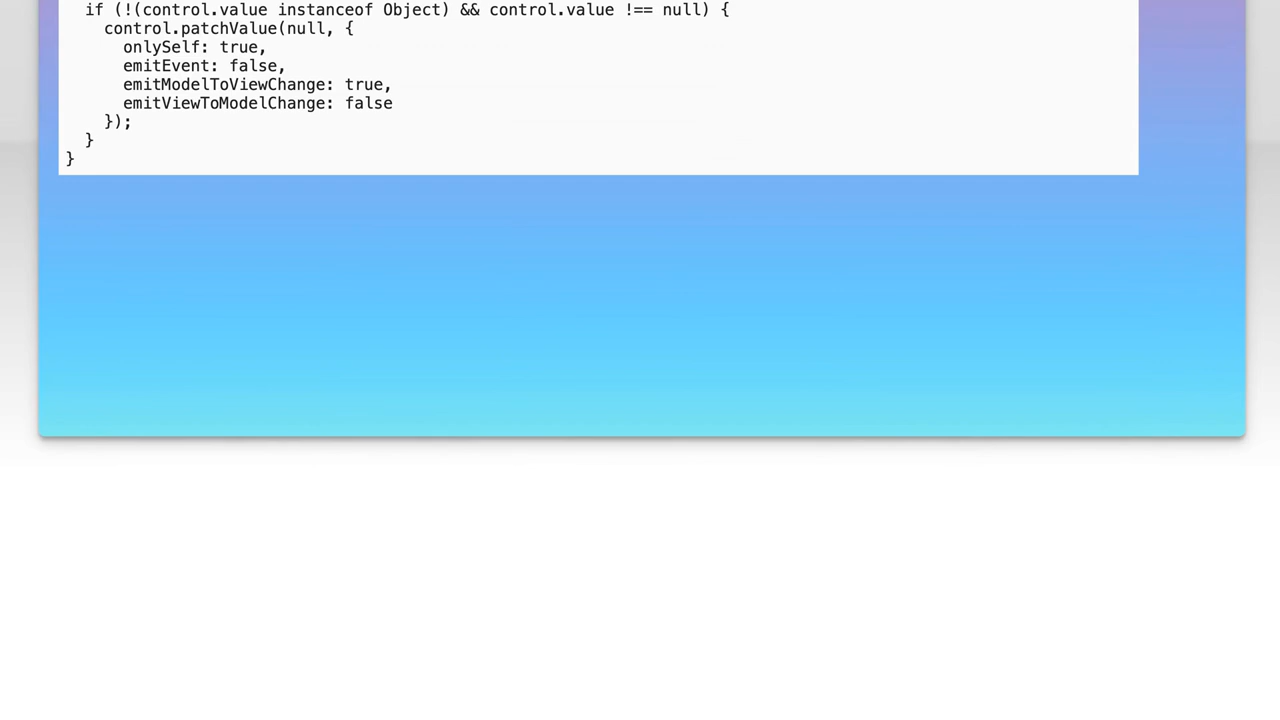 if (!(control.value instanceof Object) && control.value !== null) {
control.patchValue(null, {
onlySelf: true,
emitEvent: false,
emitModelToViewChange: true,
emitViewToModelChange: false
});
}
}